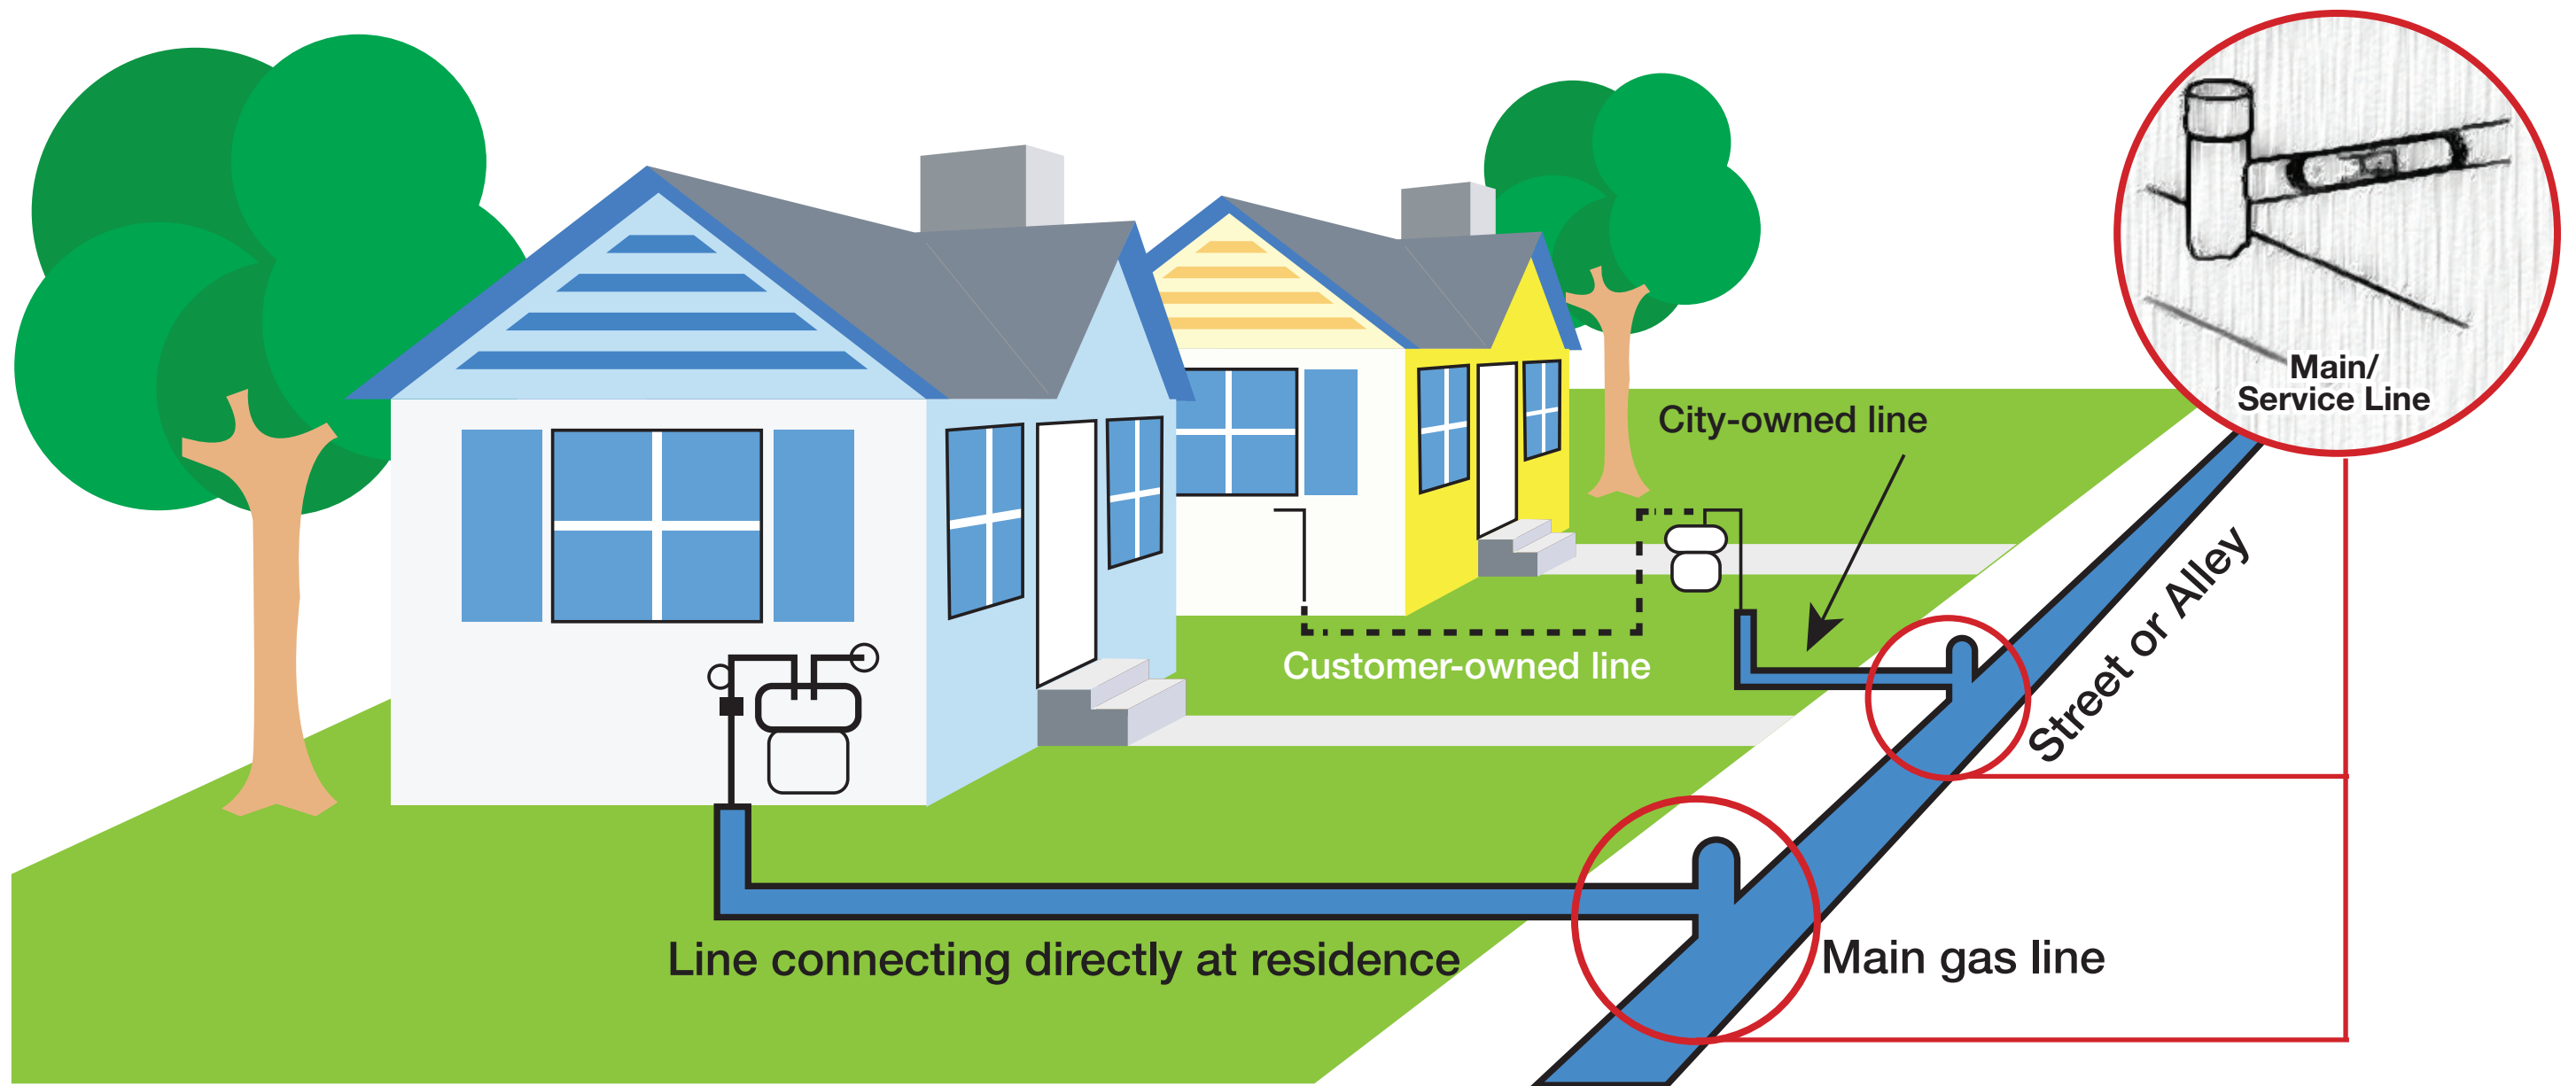 Main/
Service Line
City-owned line
Street or Alley
Customer-owned line
Line connecting directly at residence
Main gas line